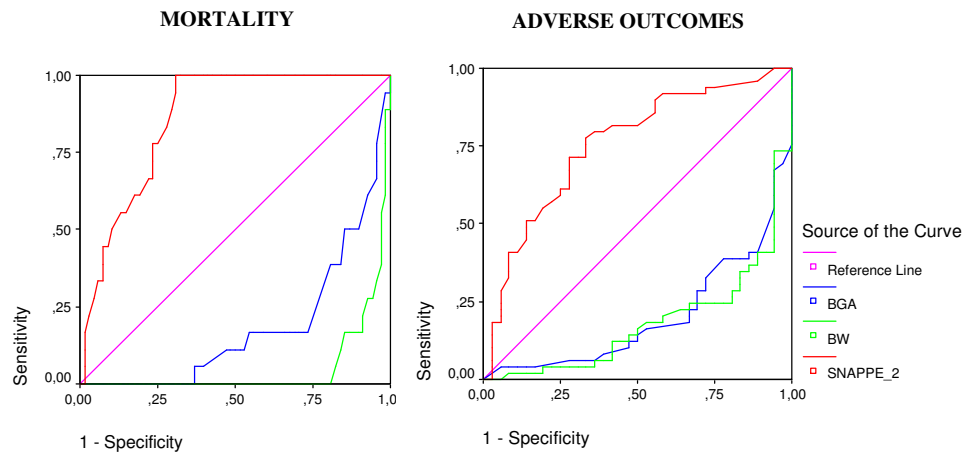 MORTALITY
1,00
,75
,50
,25
0,00
Sensitivity
0,00 ,25 ,50 ,75 1,0
1 - Specificity
ADVERSE OUTCOMES
1,00
,75
,50
,25
0,00
Sensitivity
0,00 ,25 ,50 ,75 1,00
1 - Specificity
Source of the Curve
Reference Line
BGA
BW
SNAPPE_2